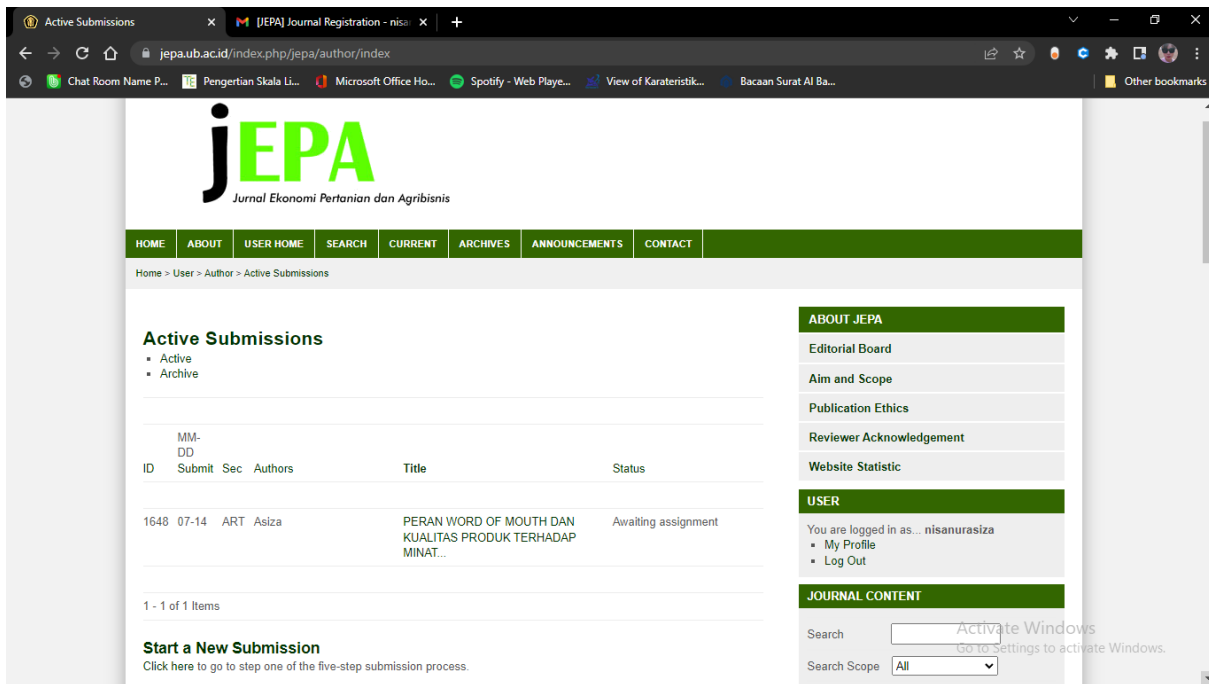 Active Submissions
[JEPA] Journal Registration - nisa
jepa.ub.ac.id/index.php/jepa/author/index
Chat Room Name P...
Pengertian Skala Li...
Microsoft Office Ho...
Spotify - Web Playe...
View of Karateristik...
Bacaan Surat Al Ba...
Other bookmarks
jEPA
Jurnal Ekonomi Pertanian dan Agribisnis
HOME ABOUT USER HOME SEARCH CURRENT ARCHIVES ANNOUNCEMENTS CONTACT
Home > User > Author > Active Submissions
Active Submissions
Active
Archive
MM-
DD
ID Submit Sec Authors Title Status
1648 07-14 ART Asiza PERAN WORD OF MOUTH DAN Awaiting assignment
KUALITAS PRODUK TERHADAP
MINAT...
1 - 1 of 1 Items
Start a New Submission
Click here to go to step one of the five-step submission process.
ABOUT JEPA
Editorial Board
Aim and Scope
Publication Ethics
Reviewer Acknowledgement
Website Statistic
USER
You are logged in as... nisanurasiza
My Profile
Log Out
JOURNAL CONTENT
Search
Search Scope All
Activate Windows
Go to Settings to activate Windows.